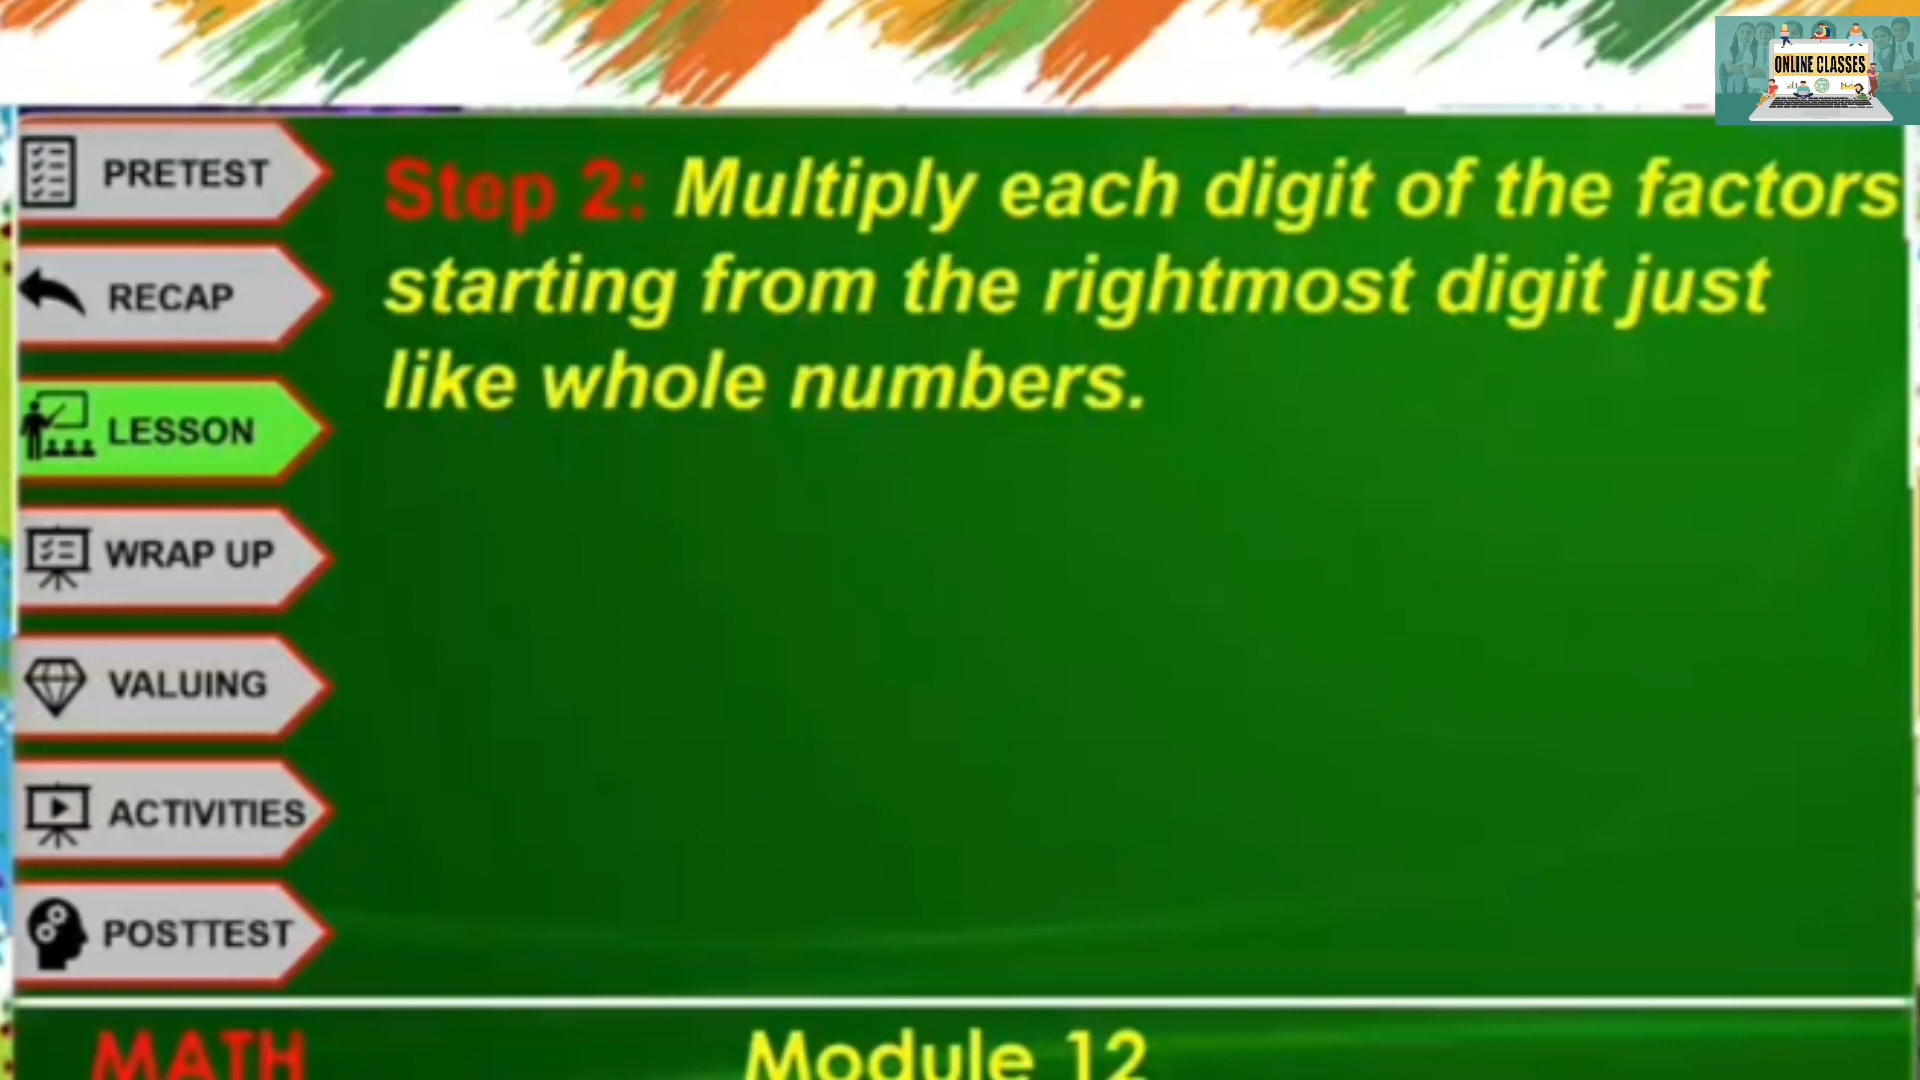 ONLINE CLASSES
PRETEST
RECAP
LESSON
WRAP UP
VALUING
ACTIVITIES
POSTTEST
Step 2: Multiply each digit of the factors
starting from the rightmost digit just
like whole numbers.
MATH
Module 12